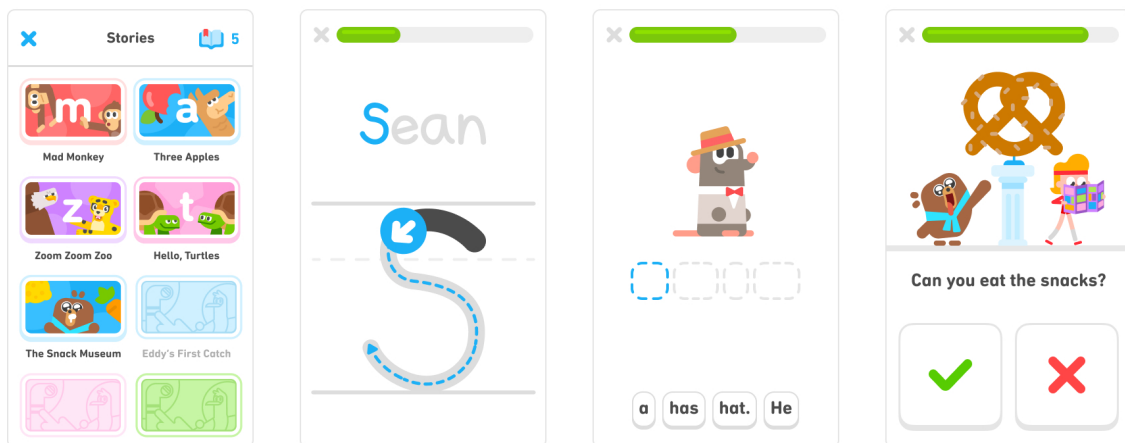 Stories
5
m
a
Mad Monkey
Three Apples
z
t
Zoom Zoom Zoo
Hello, Turtles
The Snack Museum
Eddy's First Catch
Sean
S
a has hat. He
Can you eat the snacks?